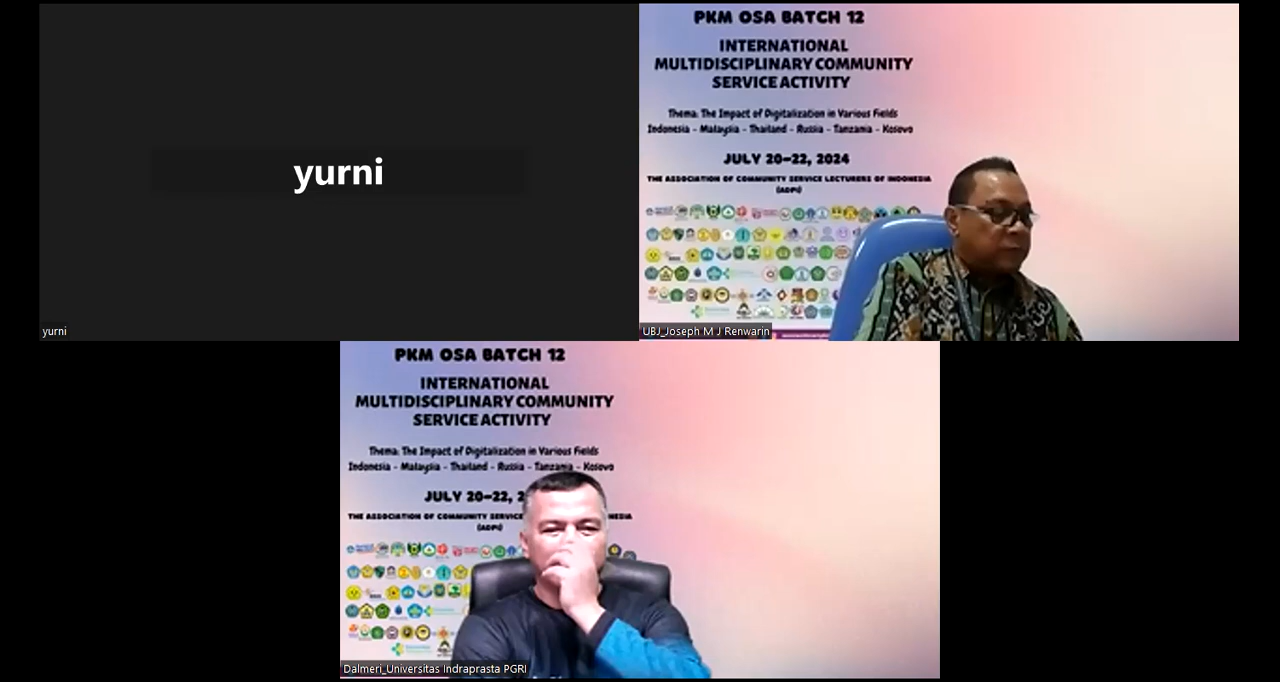 yurni
yurni
PKM OSA BATCH 12
INTERNATIONAL
MULTIDISCIPLINARY COMMUNITY
SERVICE ACTIVITY
Thema: The Impact of Digitalization in Various Fields
Indonesia - Malaysia - Thailand - Russia - Tanzania - Kosovo
JULY 20-22, 2024
THE ASSOCIATION OF COMMUNITY SERVICE LECTURERS OF INDONESIA
(ADPI)
UBJ_Joseph M J Renwarin
PKM OSA BATCH 12
INTERNATIONAL
MULTIDISCIPLINARY COMMUNITY
SERVICE ACTIVITY
Thema: The Impact of Digitalization in Various Fields
Indonesia - Malaysia - Thailand - Russia - Tanzania - Kosovo
JULY 20-22, 2
THE ASSOCIATION OF COMMUNITY SERVICE NESIA
(ADPI)
Dalmeri_Universitas Indraprasta PGRI